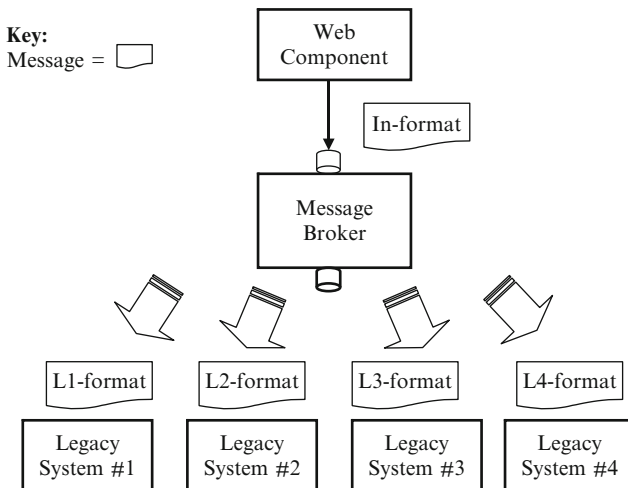 Key:
Message =
Web
Component
In-format
Message
Broker
L1-format
L2-format
L3-format
L4-format
Legacy
System #1
Legacy
System #2
Legacy
System #3
Legacy
System #4